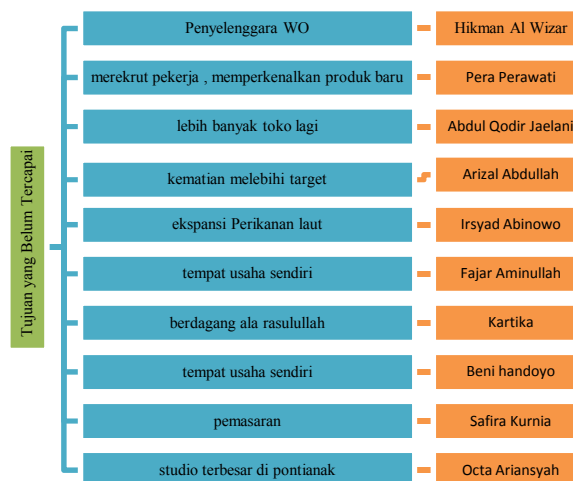 Tujuan yang Belum Tercapai
Penyelenggara WO
Hikman Al Wizar
merekrut pekerja , memperkenalkan produk baru
Pera Perawati
lebih banyak toko lagi
Abdul Qodir Jaelani
kematian melebihi target
Arizal Abdullah
ekspansi Perikanan laut
Irsyad Abinowo
tempat usaha sendiri
Fajar Aminullah
berdagang ala rasulullah
Kartika
tempat usaha sendiri
Beni handoyo
pemasaran
Safira Kurnia
studio terbesar di pontianak
Octa Ariansyah